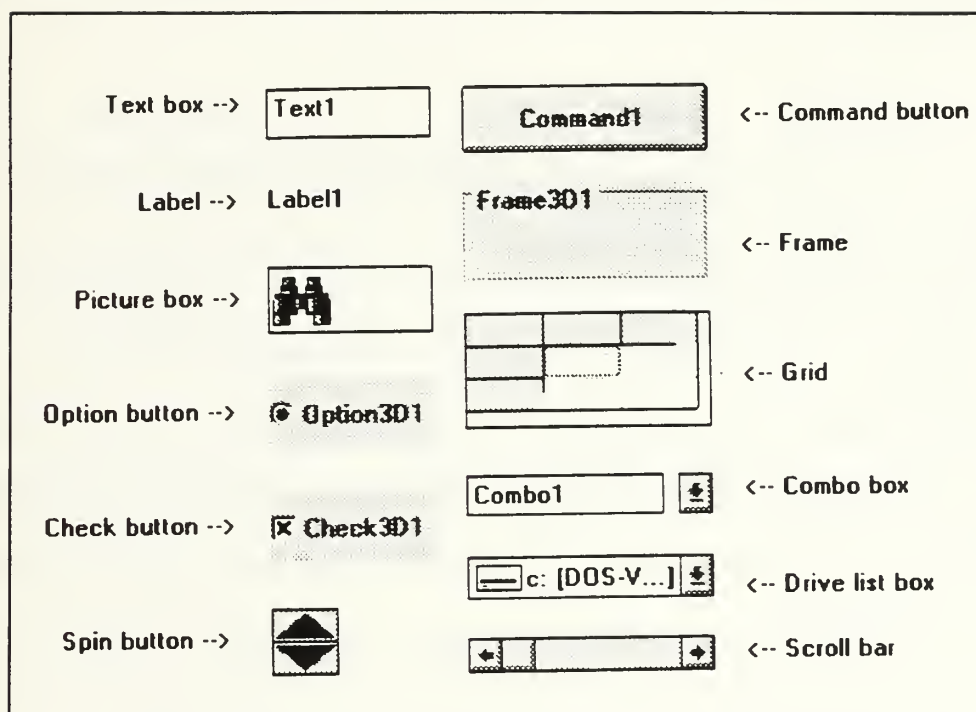 Text box --> Text1 Command1 <-- Command button
Label --> Label1 Frame3D1 <-- Frame
Picture box -->
<-- Grid
Option button --> Option3D1
Combo1 <-- Combo box
Check button --> Check3D1
c: [DOS-V...] <-- Drive list box
Spin button --> <-- Scroll bar